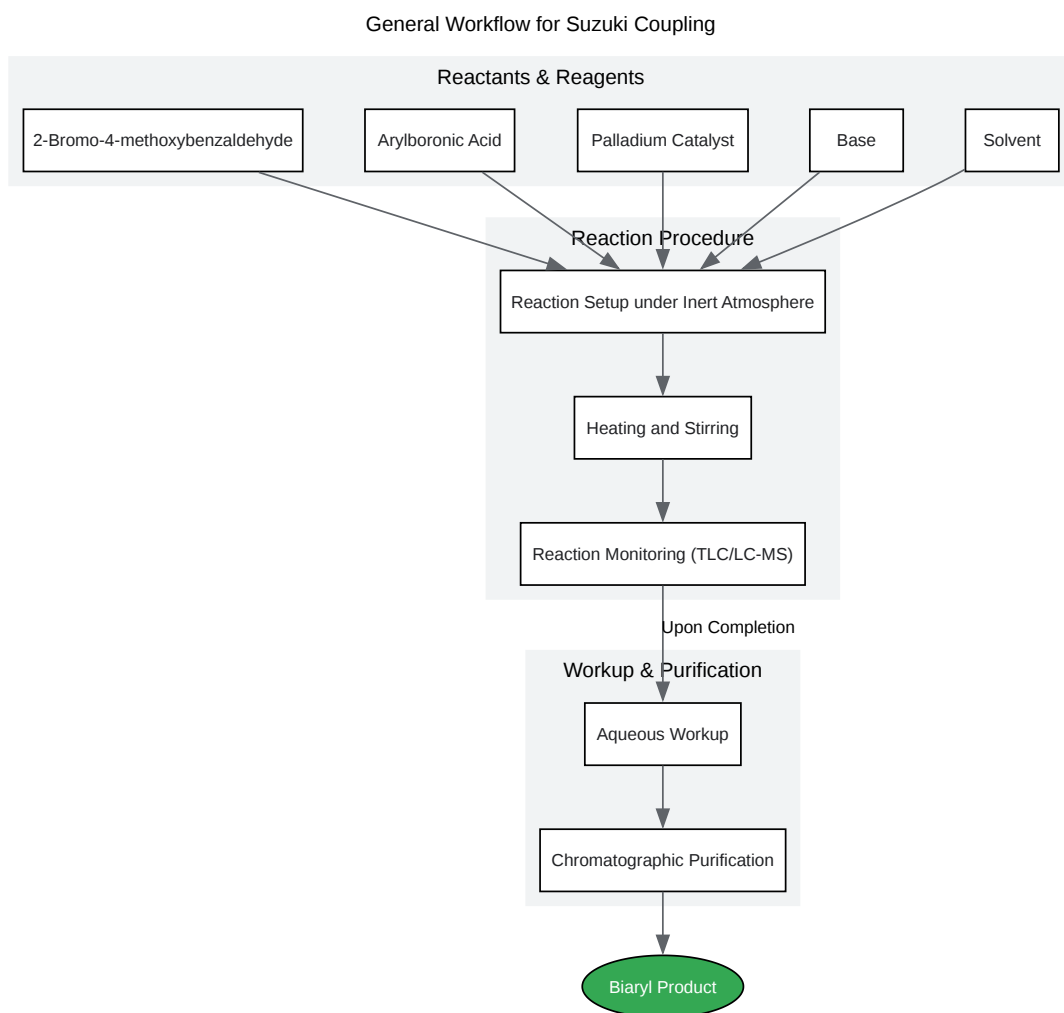 General Workflow for Suzuki Coupling
Reactants & Reagents
2-Bromo-4-methoxybenzaldehyde
Arylboronic Acid
Palladium Catalyst
Base
Solvent
Reaction Procedure
Reaction Setup under Inert Atmosphere
Heating and Stirring
Reaction Monitoring (TLC/LC-MS)
Upon Completion
Workup & Purification
Aqueous Workup
Chromatographic Purification
Biaryl Product